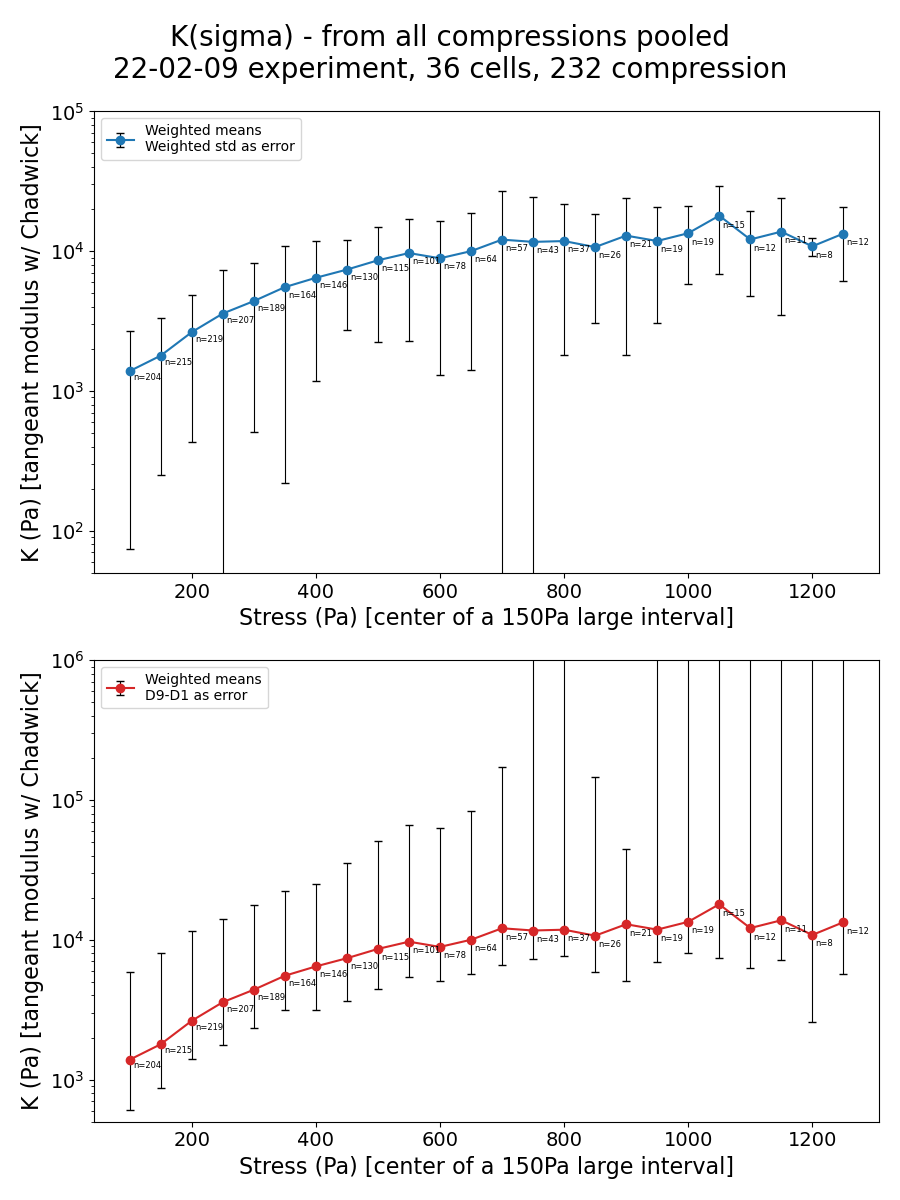 K(sigma) - from all compressions pooled
22-02-09 experiment, 36 cells, 232 compression
K (Pa) [tangeant modulus w/ Chadwick]
10^5
10^4
10^3
10^2
Weighted means
Weighted std as error
n=204
n=215
n=219
n=207
n=189
n=164
n=146
n=130
n=115
n=101
n=78
n=64
n=57
n=43
n=37
n=26
n=21
n=19
n=19
n=15
n=12
n=11
n=8
n=12
200 400 600 800 1000 1200
Stress (Pa) [center of a 150Pa large interval]
K (Pa) [tangeant modulus w/ Chadwick]
10^6
10^5
10^4
10^3
Weighted means
D9-D1 as error
n=204
n=215
n=219
n=207
n=189
n=164
n=146
n=130
n=115
n=101
n=78
n=64
n=57
n=43
n=37
n=26
n=21
n=19
n=19
n=15
n=12
n=11
n=8
n=12
200 400 600 800 1000 1200
Stress (Pa) [center of a 150Pa large interval]